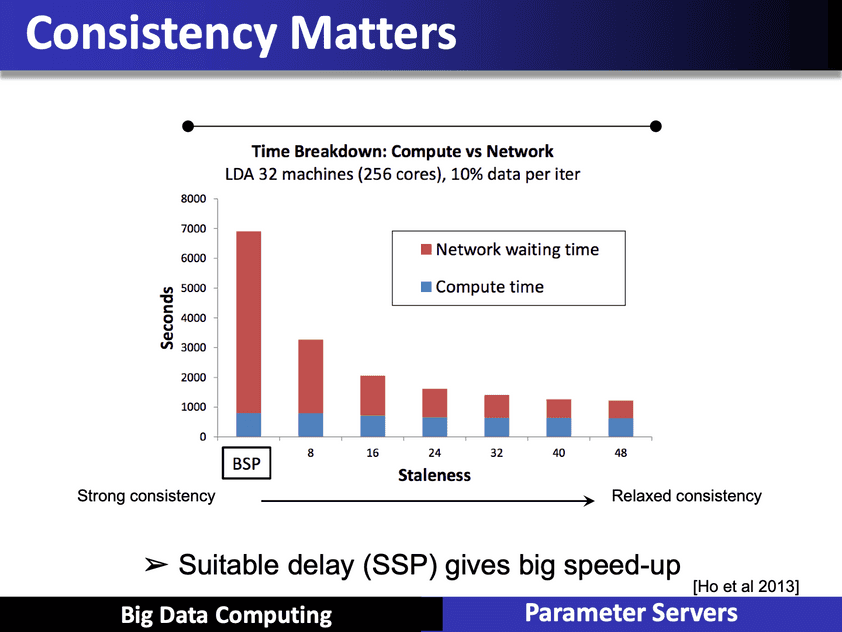 Consistency Matters
Time Breakdown: Compute vs Network
LDA 32 machines (256 cores), 10% data per iter
8000
7000
6000
5000
4000
3000
2000
1000
0
Seconds
Network waiting time
Compute time
BSP
8
16
24
32
40
48
Staleness
Strong consistency
Relaxed consistency
➢ Suitable delay (SSP) gives big speed-up
[Ho et al 2013]
Big Data Computing
Parameter Servers